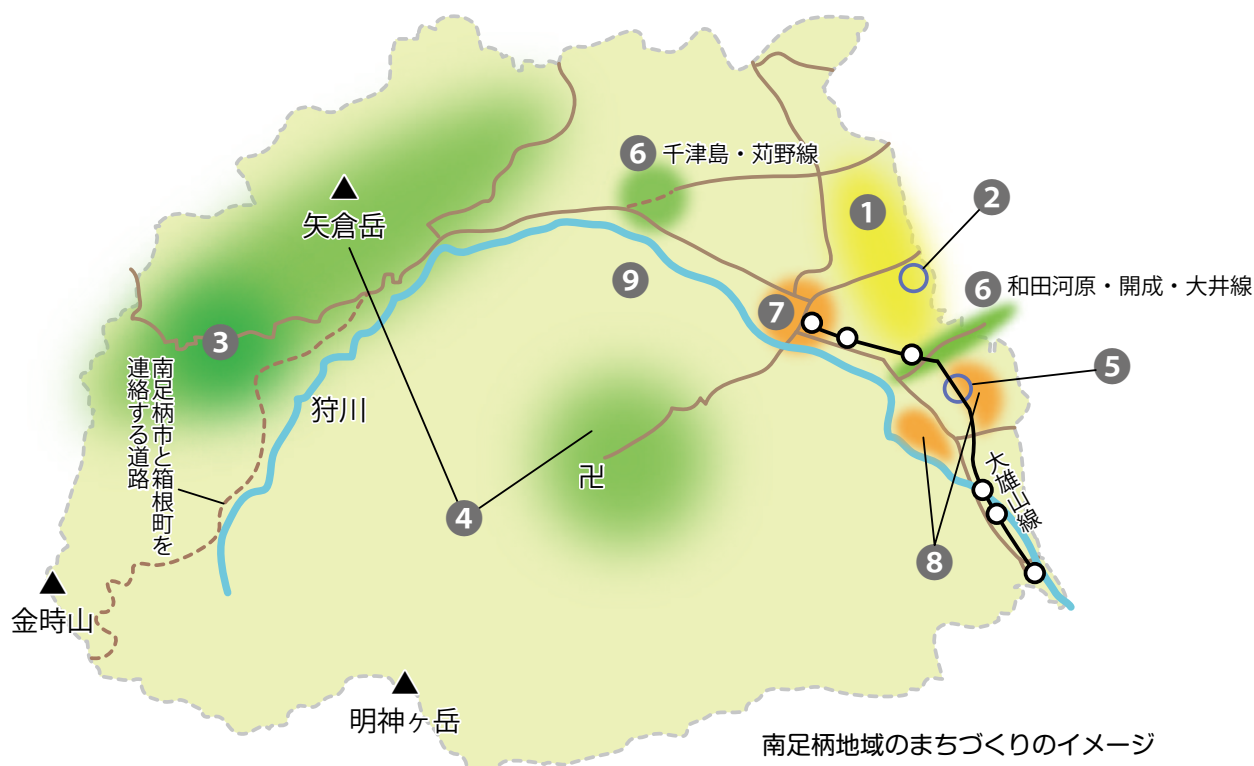 6 千津島・苅野線
矢倉岳
1
2
6 和田河原・開成・大井線
9
7
3
5
南足柄市と箱根町を
連絡する道路
狩川
卍
大雄山線
4
8
金時山
明神ヶ岳
南足柄地域のまちづくりのイメージ